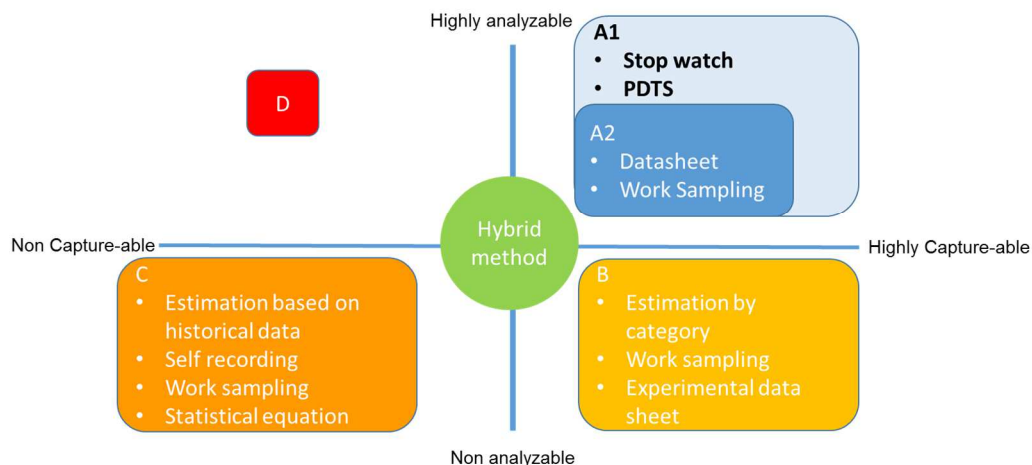 Highly analyzable
A1
• Stop watch
• PDTS
D
A2
• Datasheet
• Work Sampling
Non Capture-able
Hybrid
method
Highly Capture-able
C
• Estimation based on
historical data
• Self recording
• Work sampling
• Statistical equation
B
• Estimation by
category
• Work sampling
• Experimental data
sheet
Non analyzable